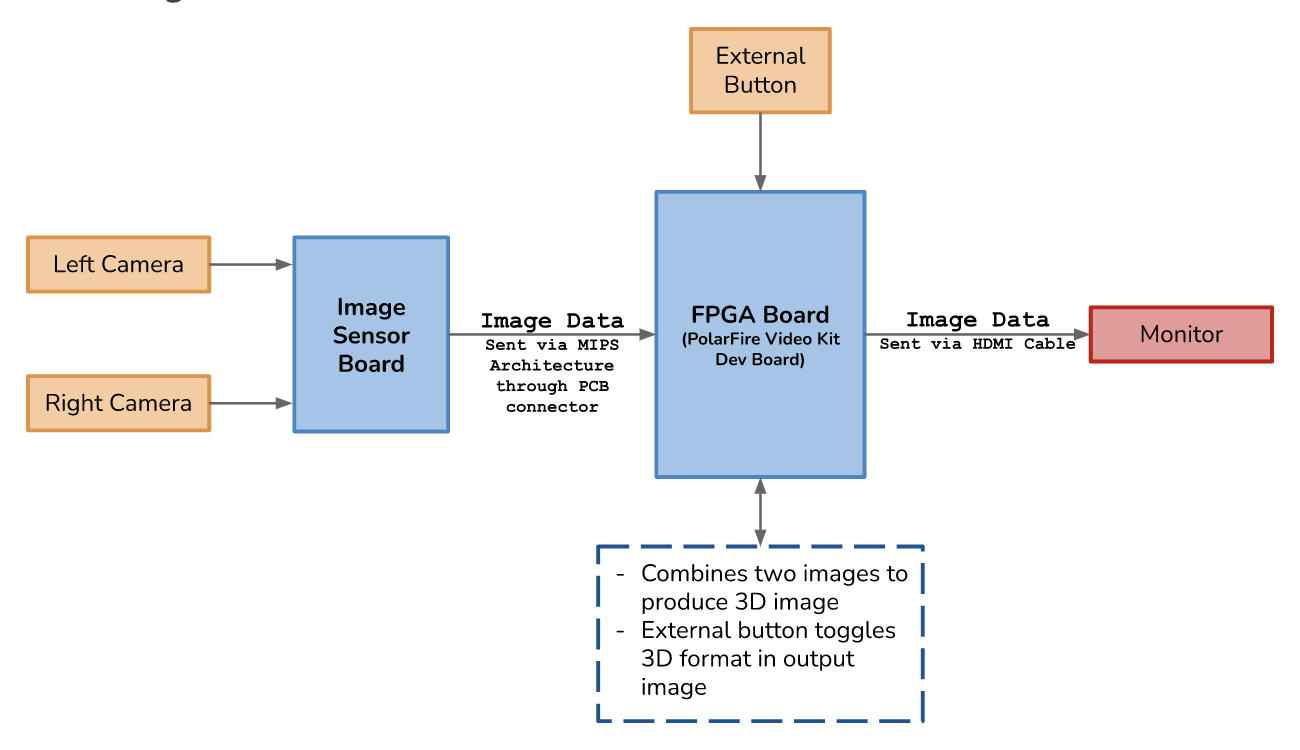 External
Button
Left Camera
Right Camera
Image
Sensor
Board
Image Data
Sent via MIPS
Architecture
through PCB
connector
FPGA Board
(PolarFire Video Kit
Dev Board)
Image Data
Sent via HDMI Cable
Monitor
- Combines two images to
produce 3D image
- External button toggles
3D format in output
image